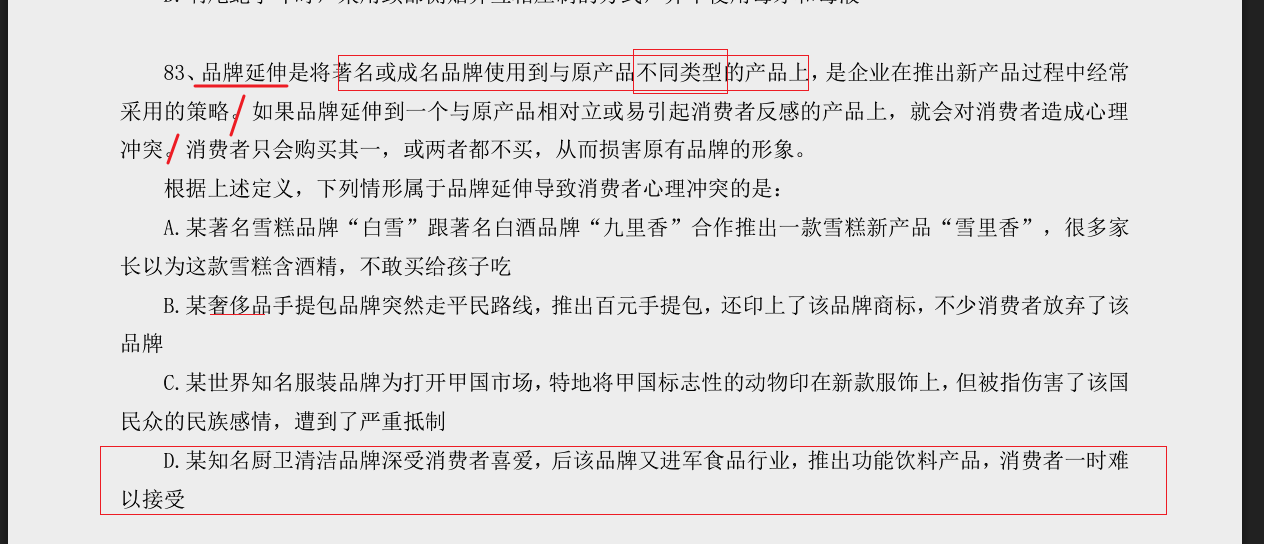 83、品牌延伸是将著名或成名品牌使用到与原产品不同类型的产品上，是企业在推出新产品过程中经常
采用的策略。如果品牌延伸到一个与原产品相对立或易引起消费者反感的产品上，就会对消费者造成心理
冲突。消费者只会购买其一，或两者都不买，从而损害原有品牌的形象。
根据上述定义，下列情形属于品牌延伸导致消费者心理冲突的是：
A.某著名雪糕品牌“白雪”跟著名白酒品牌“九里香”合作推出一款雪糕新产品“雪里香”，很多家
长以为这款雪糕含酒精，不敢买给孩子吃
B.某奢侈品手提包品牌突然走平民路线，推出百元手提包，还印上了该品牌商标，不少消费者放弃了该
品牌
C.某世界知名服装品牌为打开甲国市场，特地将甲国标志性的动物印在新款服饰上，但被指伤害了该国
民众的民族感情，遭到了严重抵制
D.某知名厨卫清洁品牌深受消费者喜爱，后该品牌又进军食品行业，推出功能饮料产品，消费者一时难
以接受